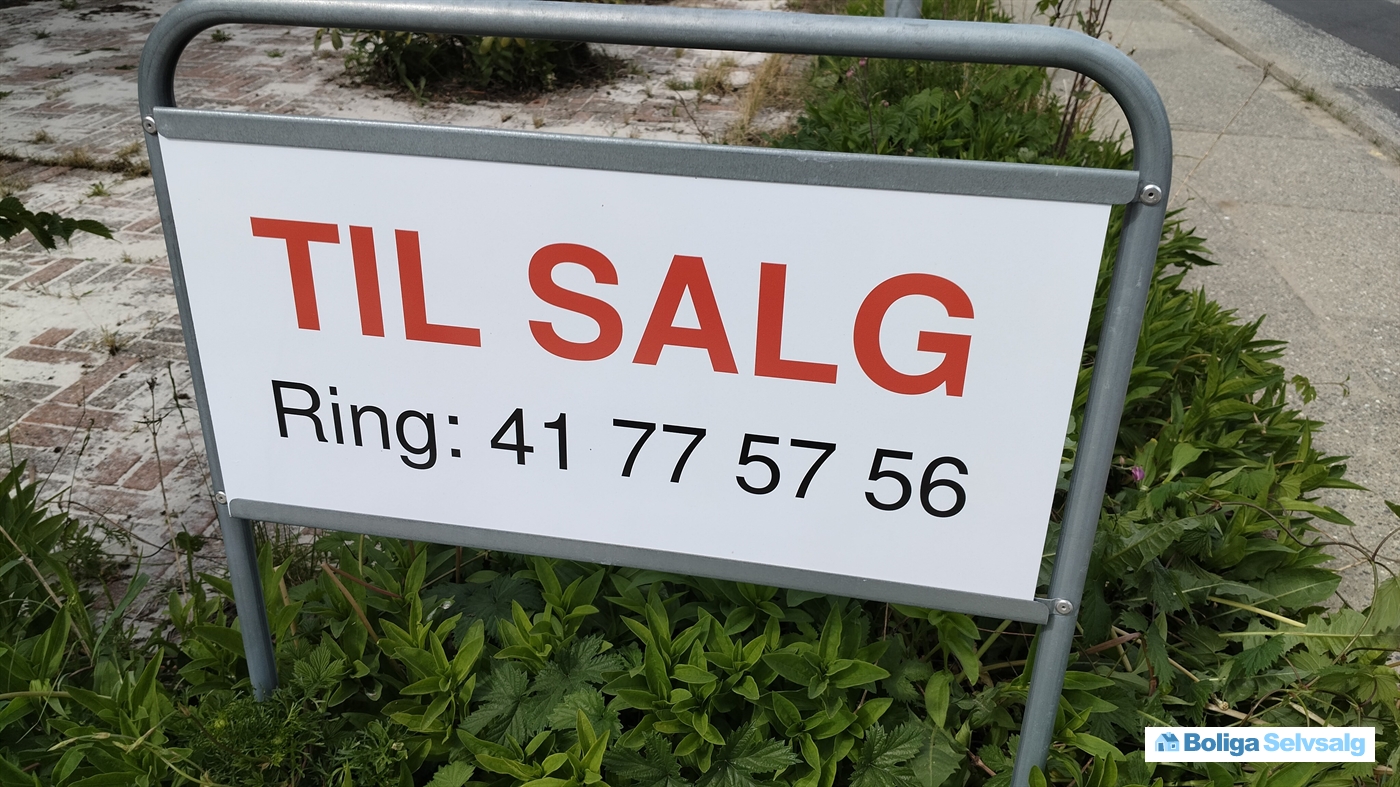 TIL SALG
Ring: 41 77 57 56
Boliga Selvsalg